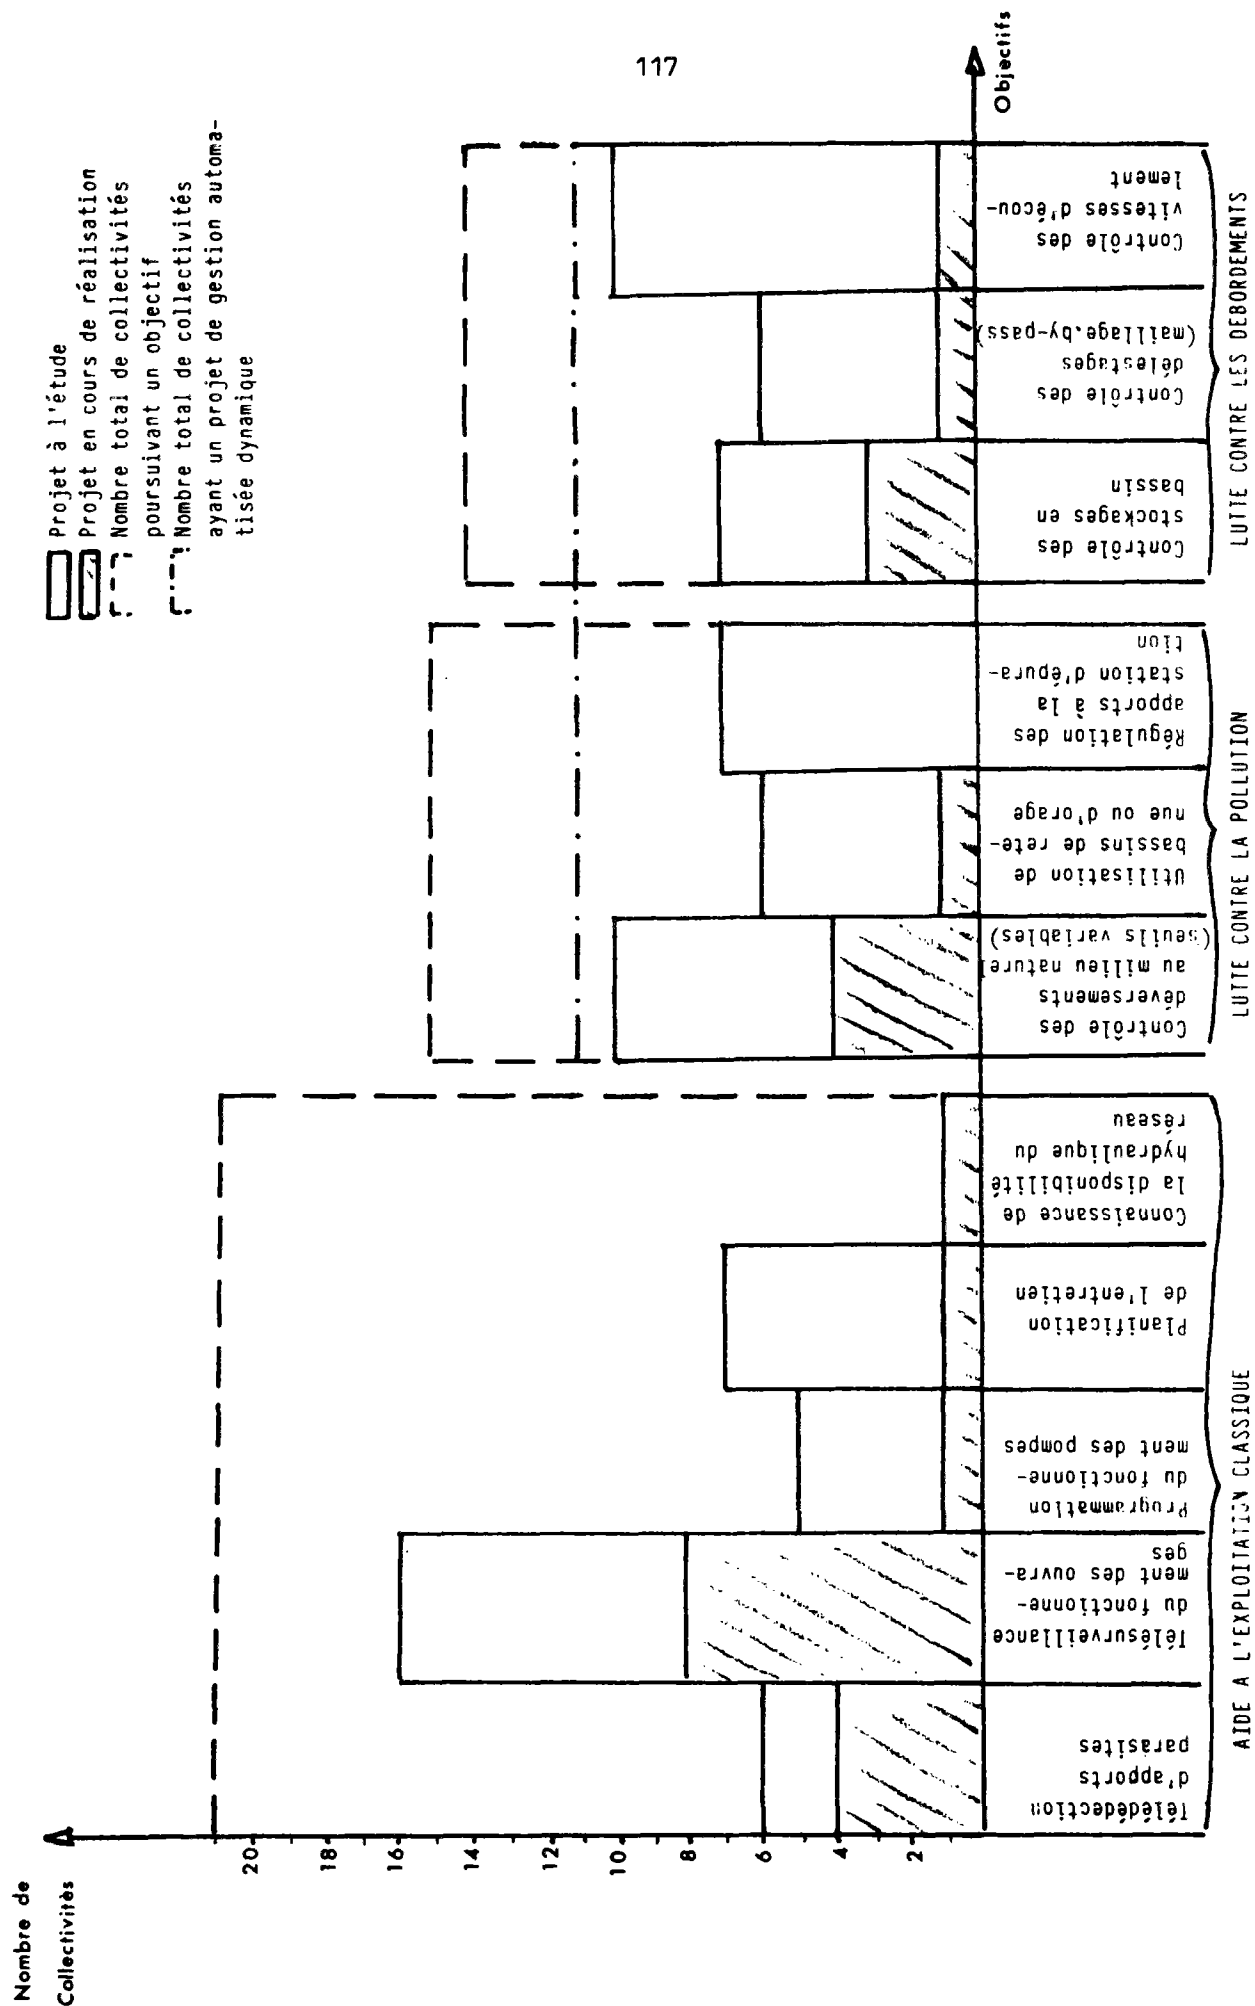 117
Nombre de
Collectivités
Projet à l'étude
Projet en cours de réalisation
Nombre total de collectivités
poursuivant un objectif
Nombre total de collectivités
ayant un projet de gestion automa-
tisée dynamique
20
16
14
12
10
8
6
4
2
Objectifs
Télédédection
d'apports
parasites
Télésurveillance
du fonctionne-
ment des ouvra-
ges
Programmation
du fonctionne-
ment des pompes
Planification
de l'entretien
Connaissance de
la disponibilité
hydraulique du
réseau
AIDE A L'EXPLOITATION CLASSIQUE
Contrôle des
déversements
au milieu naturel
(seuils variables)
Utilisation de
bassins de rete-
nue ou d'orage
Régulation des
apports à la
station d'épura-
tion
LUTTE CONTRE LA POLLUTION
Contrôle des
stockages en
bassin
Contrôle des
délestages
(maillage.by-pass)
Contrôle des
vitesses d'écou-
lement
LUTTE CONTRE LES DEBORDEMENTS